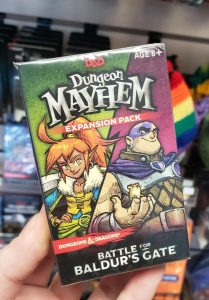 D&D
AGE 8+
Dungeon
MAYHEM
EXPANSION PACK
DUNGEONS & DRAGONS®
BATTLE FOR
BALDUR'S GATE